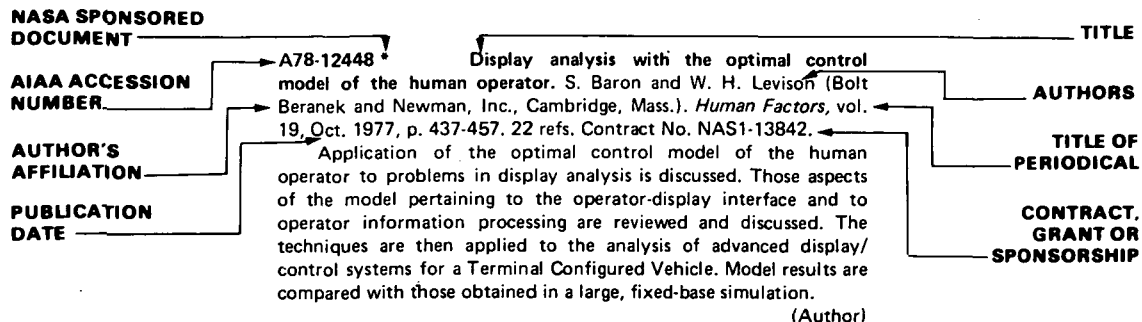 NASA SPONSORED
DOCUMENT
AIAA ACCESSION
NUMBER
AUTHOR'S
AFFILIATION
PUBLICATION
DATE
A78-12448 * Display analysis with the optimal control
model of the human operator. S. Baron and W. H. Levison (Bolt
Beranek and Newman, Inc., Cambridge, Mass.). Human Factors, vol.
19, Oct. 1977, p. 437-457. 22 refs. Contract No. NAS1-13842.
Application of the optimal control model of the human
operator to problems in display analysis is discussed. Those aspects
of the model pertaining to the operator-display interface and to
operator information processing are reviewed and discussed. The
techniques are then applied to the analysis of advanced display/
control systems for a Terminal Configured Vehicle. Model results are
compared with those obtained in a large, fixed-base simulation.
(Author)
TITLE
AUTHORS
TITLE OF
PERIODICAL
CONTRACT,
GRANT OR
SPONSORSHIP